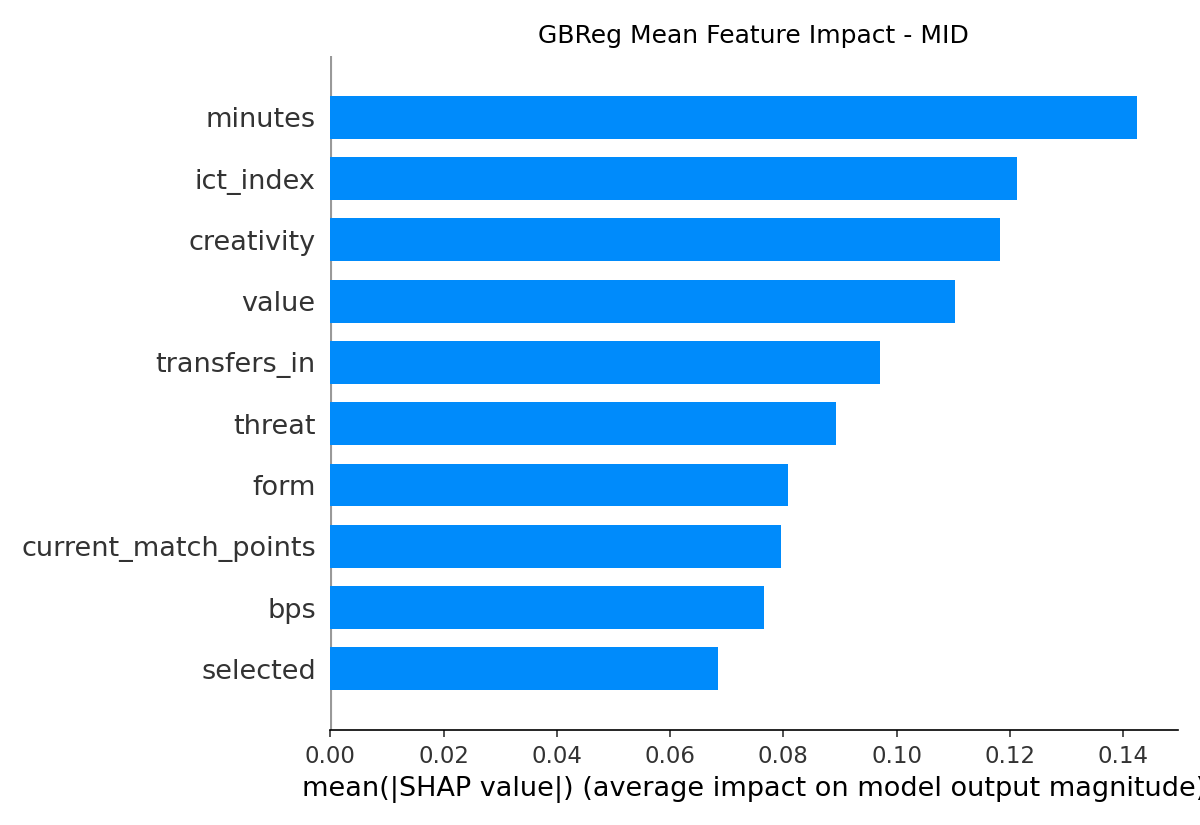 GBReg Mean Feature Impact - MID
minutes
ict_index
creativity
value
transfers_in
threat
form
current_match_points
bps
selected
0.00 0.02 0.04 0.06 0.08 0.10 0.12 0.14
mean(|SHAP value|) (average impact on model output magnitude)